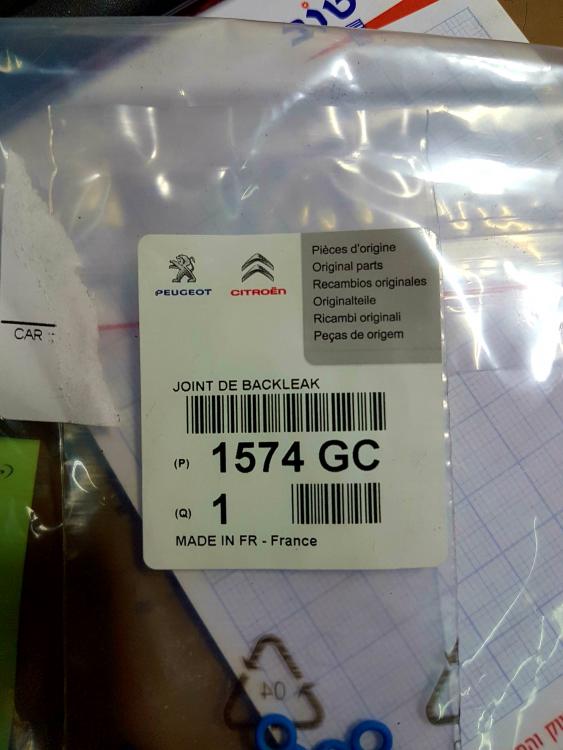 PEUGEOT
CITROËN
Pièces d'origine
Original parts
Recambios originales
Originalteile
Ricambi originali
Peças de origem
CAR :
JOINT DE BACKLEAK
(P) 1574 GC
(Q) 1
MADE IN FR - France
04